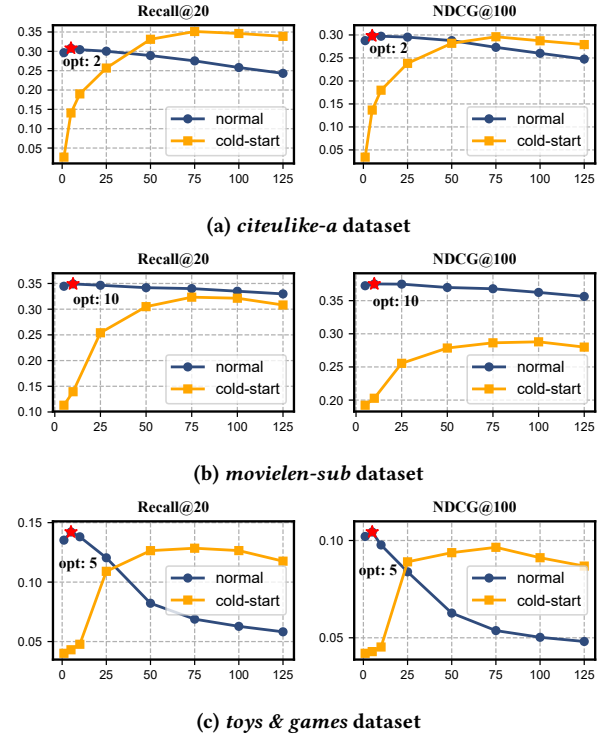 Recall@20
NDCG@100
0.35
0.30
0.25
0.20
0.15
0.10
0.05
opt: 2
normal
cold-start
0 25 50 75 100 125
0.30
0.25
0.20
0.15
0.10
0.05
opt: 2
normal
cold-start
0 25 50 75 100 125
(a) citeulike-a dataset
Recall@20
NDCG@100
0.35
0.30
0.25
0.20
0.15
0.10
opt: 10
normal
cold-start
0 25 50 75 100 125
0.35
0.30
0.25
0.20
opt: 10
normal
cold-start
0 25 50 75 100 125
(b) movielen-sub dataset
Recall@20
NDCG@100
0.15
0.10
0.05
opt: 5
normal
cold-start
0 25 50 75 100 125
0.10
0.05
opt: 5
normal
cold-start
0 25 50 75 100 125
(c) toys & games dataset